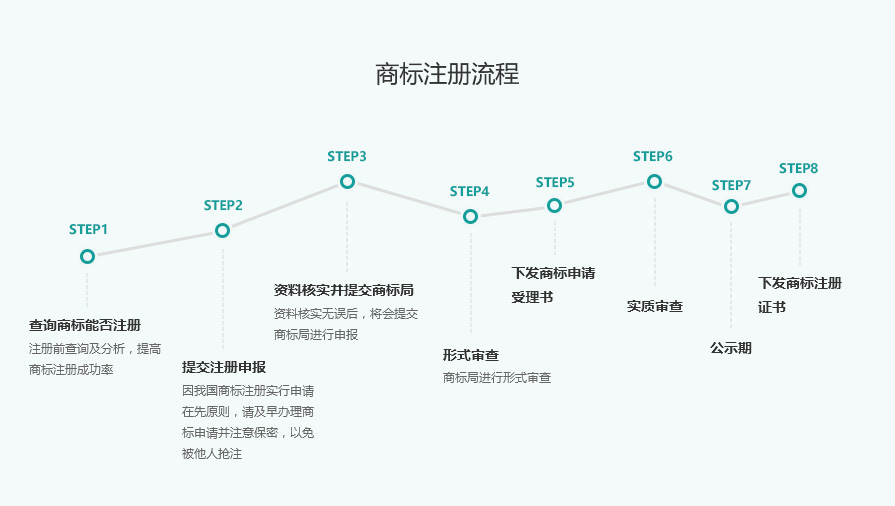 商标注册流程
STEP1
查询商标能否注册
注册前查询及分析，提高
商标注册成功率
STEP2
提交注册申报
因我国商标注册实行申请
在先原则，请及早办理商
标申请并注意保密，以免
被他人抢注
STEP3
资料核实并提交商标局
资料核实无误后，将会提交
商标局进行申报
STEP4
形式审查
商标局进行形式审查
STEP5
下发商标申请
受理书
STEP6
实质审查
STEP7
公示期
STEP8
下发商标注册
证书